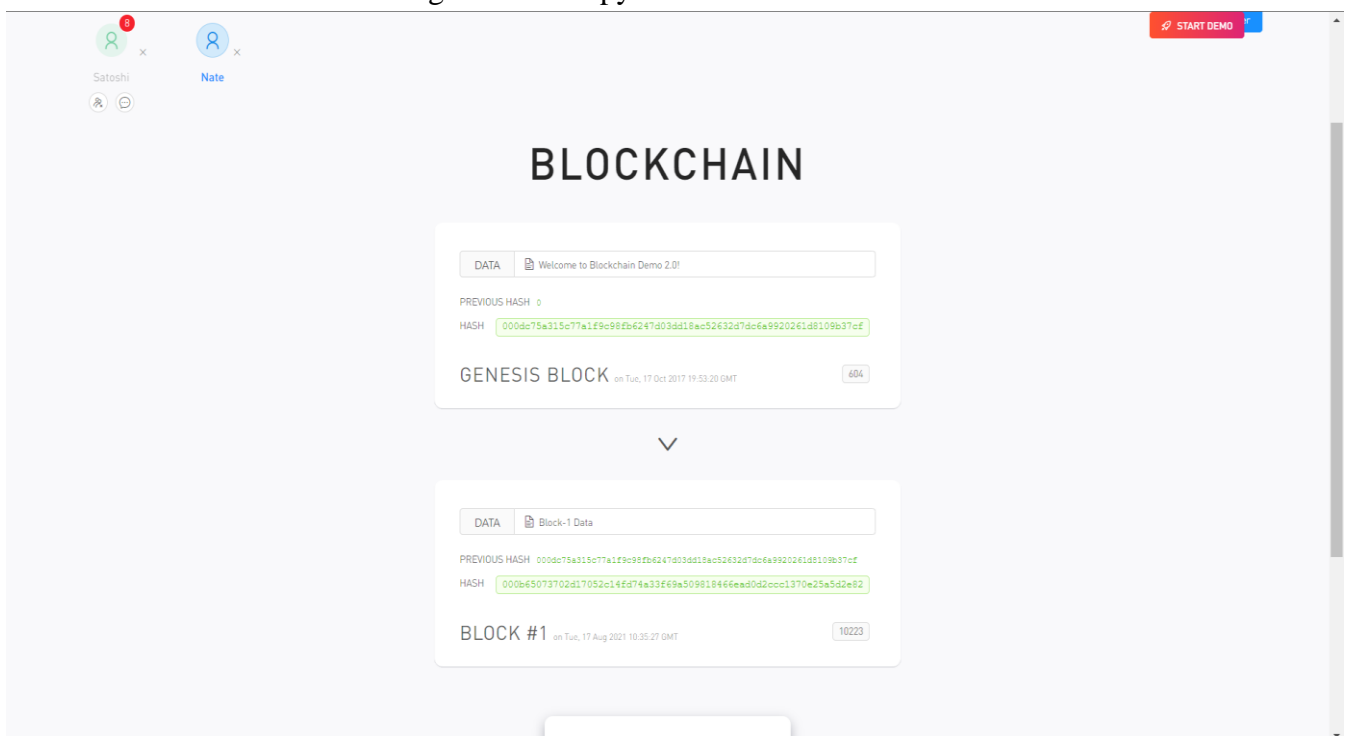 8
START DEMO
Satoshi
Nate
BLOCKCHAIN
DATA Welcome to Blockchain Demo 2.0!
PREVIOUS HASH 0
HASH 000dc75a315c77a1f9c98fb6247d03dd18ac52632d7dc6a9920261d8109b37cf
GENESIS BLOCK on Tue, 17 Oct 2017 19:53:20 GMT 604
DATA Block-1 Data
PREVIOUS HASH 000dc75a315c77a1f9c98fb6247d03dd18ac52632d7dc6a9920261d8109b37cf
HASH 000b65073702d17052c14fd74a33f69a509818466ead0d2ccc1370e25a5d2e82
BLOCK #1 on Tue, 17 Aug 2021 10:35:27 GMT 10223